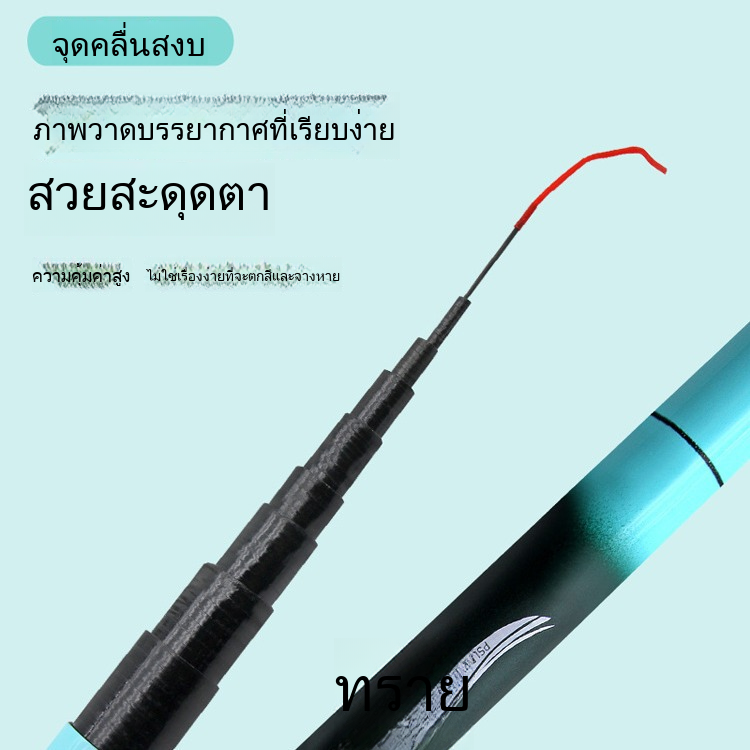 จุดคลื่นสงบ
ภาพวาดบรรยากาศที่เรียบง่าย
สวยสะดุดตา
ความคุ้มค่าสูง ไม่ใช่เรื่องง่ายที่จะตกสีและจางหาย
ทราย